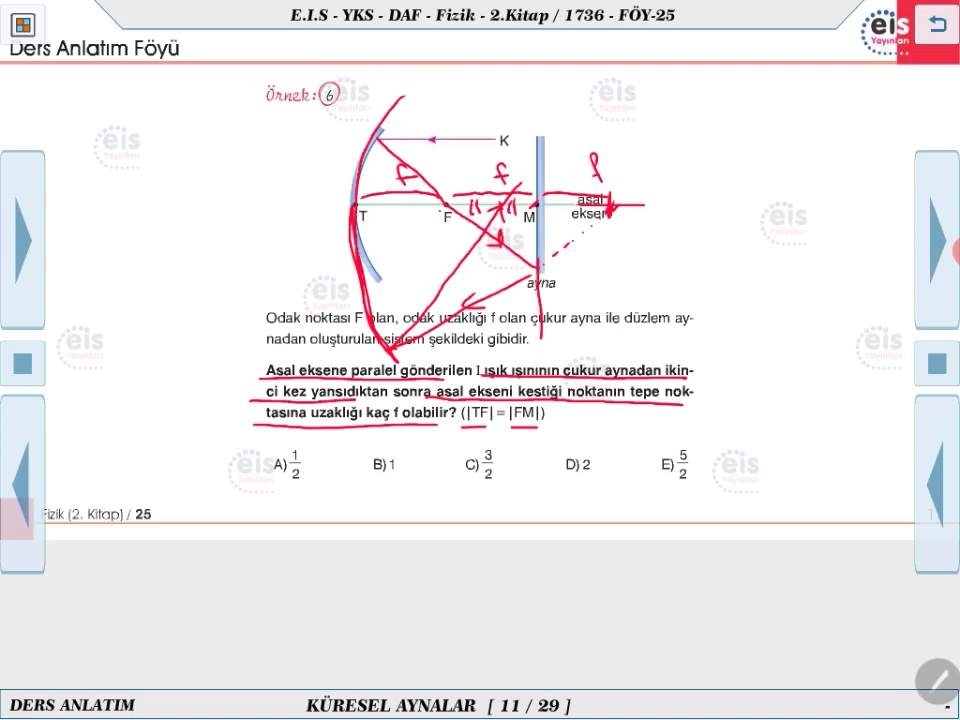 E.I.S - YKS - DAF - Fizik - 2.Kitap / 1736 - FÖY-25
eis
Yayınları
Ders Anlatım Föyü
Örnek: 6
K
f
f
f
T
F
M
asal
eksen
ayna
Odak noktası F olan, odak uzaklığı f olan çukur ayna ile düzlem ay-
nadan oluşturulan sistem şekildeki gibidir.
Asal eksene paralel gönderilen I ışık ışınının çukur aynadan ikin-
ci kez yansıdıktan sonra asal ekseni kestiği noktanın tepe nok-
tasına uzaklığı kaç f olabilir? (|TF| = |FM|)
A) 1/2 B) 1 C) 3/2 D) 2 E) 5/2
Fizik (2. Kitap) / 25
DERS ANLATIM KÜRESEL AYNALAR [ 11 / 29 ] -